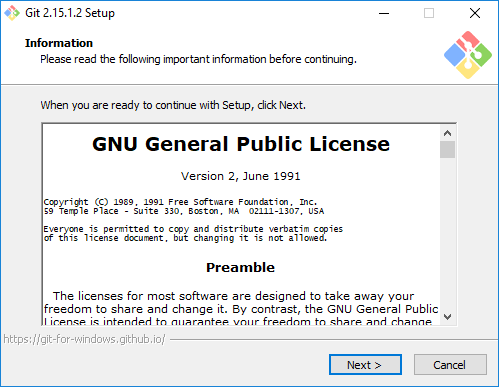 Git 2.15.1.2 Setup
Information
Please read the following important information before continuing.
When you are ready to continue with Setup, click Next.
GNU General Public License
Version 2, June 1991
Copyright (C) 1989, 1991 Free Software Foundation, Inc.
59 Temple Place - Suite 330, Boston, MA  02111-1307, USA
Everyone is permitted to copy and distribute verbatim copies
of this license document, but changing it is not allowed.
Preamble
The licenses for most software are designed to take away your
freedom to share and change it. By contrast, the GNU General Public
License is intended to guarantee your freedom to share and change
https://git-for-windows.github.io/
Next >
Cancel